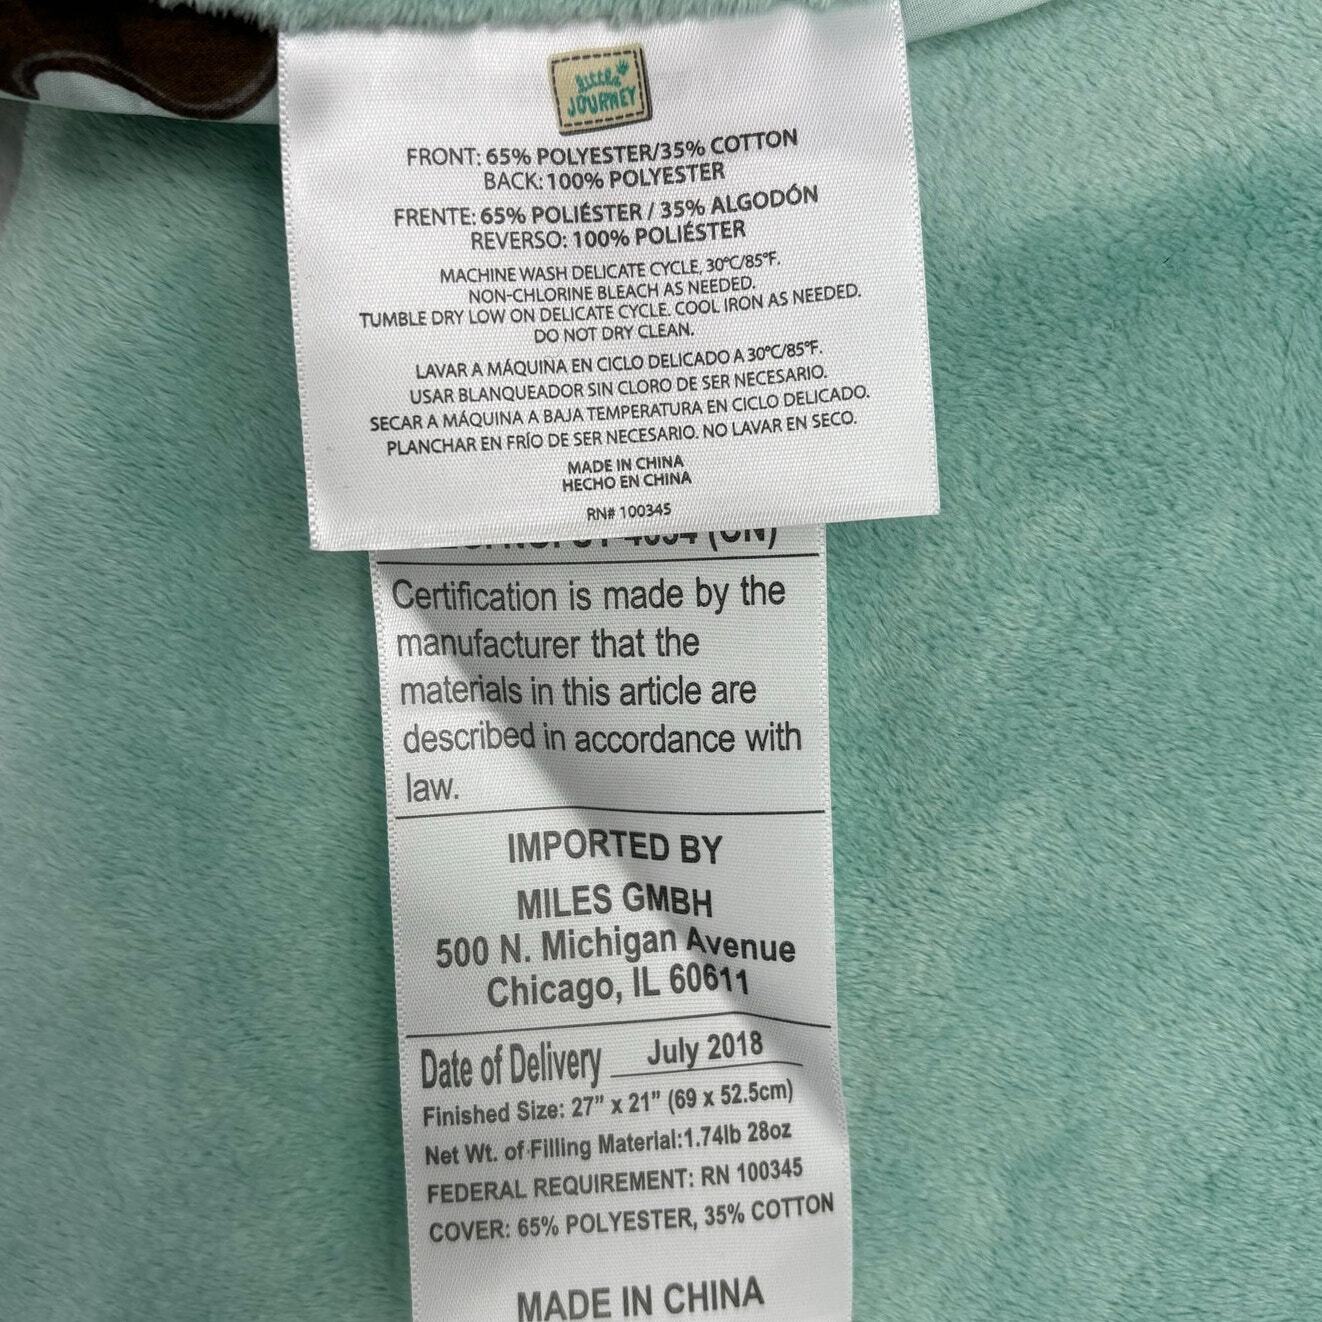 little
JOURNEY
FRONT: 65% POLYESTER/35% COTTON
BACK: 100% POLYESTER
FRENTE: 65% POLIÉSTER / 35% ALGODÓN
REVERSO: 100% POLIÉSTER
MACHINE WASH DELICATE CYCLE, 30°C/85°F.
NON-CHLORINE BLEACH AS NEEDED.
TUMBLE DRY LOW ON DELICATE CYCLE. COOL IRON AS NEEDED.
DO NOT DRY CLEAN.
LAVAR A MÁQUINA EN CICLO DELICADO A 30°C/85°F.
USAR BLANQUEADOR SIN CLORO DE SER NECESARIO.
SECAR A MÁQUINA A BAJA TEMPERATURA EN CICLO DELICADO.
PLANCHAR EN FRÍO DE SER NECESARIO. NO LAVAR EN SECO.
MADE IN CHINA
HECHO EN CHINA
RN# 100345
(CN)
Certification is made by the
manufacturer that the
materials in this article are
described in accordance with
law.
IMPORTED BY
MILES GMBH
500 N. Michigan Avenue
Chicago, IL 60611
Date of Delivery July 2018
Finished Size: 27” x 21” (69 x 52.5cm)
Net Wt. of Filling Material:1.74lb 28oz
FEDERAL REQUIREMENT: RN 100345
COVER: 65% POLYESTER, 35% COTTON
MADE IN CHINA